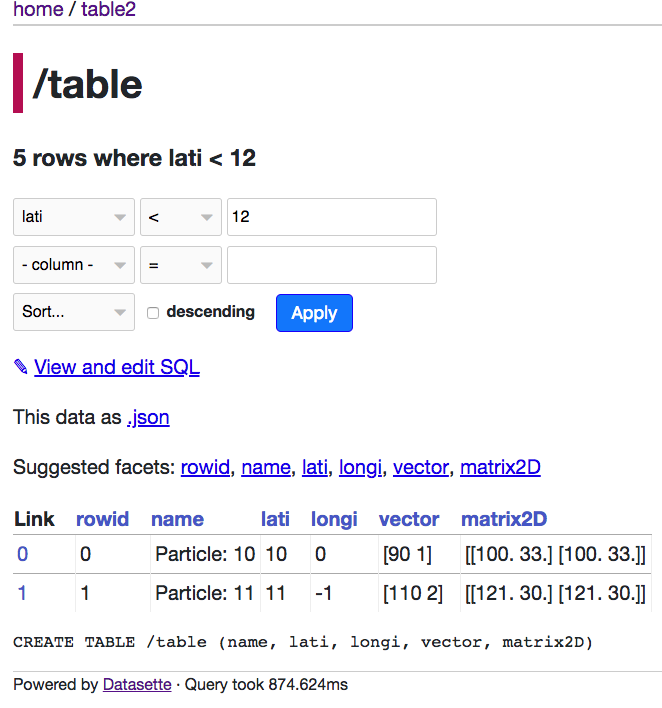 home / table2
/table
5 rows where lati < 12
lati < 12
- column - =
Sort... descending Apply
✎ View and edit SQL
This data as .json
Suggested facets: rowid, name, lati, longi, vector, matrix2D
Link rowid name lati longi vector matrix2D
0 0 Particle: 10 10 0 [90 1] [[100. 33.] [100. 33.]]
1 1 Particle: 11 11 -1 [110 2] [[121. 30.] [121. 30.]]
CREATE TABLE /table (name, lati, longi, vector, matrix2D)
Powered by Datasette · Query took 874.624ms